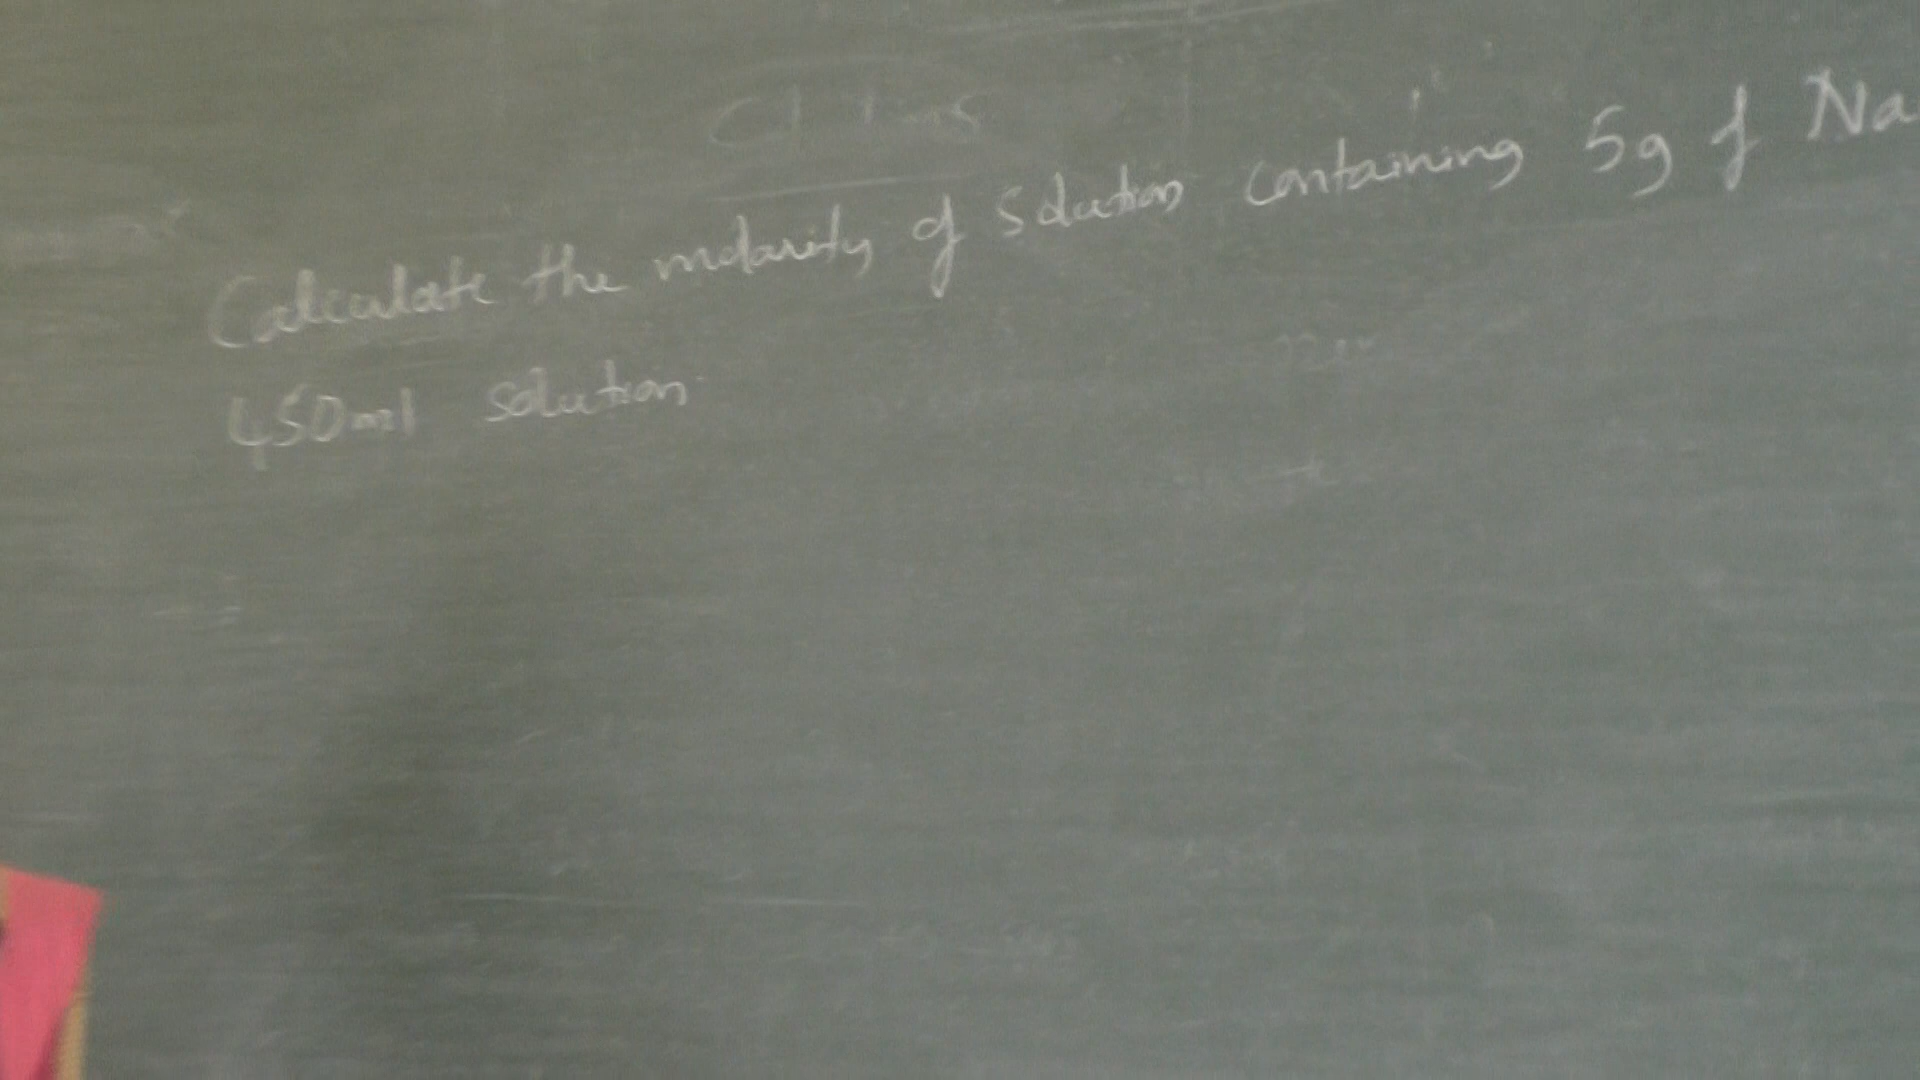 Calculate the molarity of solution containing 5g of Na
450ml solution.